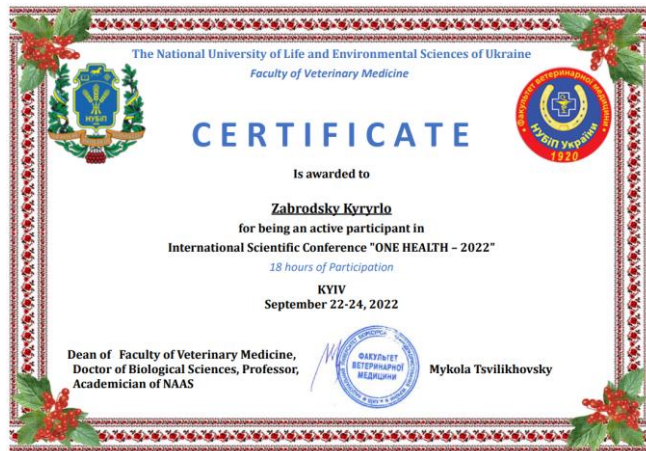 The National University of Life and Environmental Sciences of Ukraine
Faculty of Veterinary Medicine
НУБІП
Факультет ветеринарної медицини
НУБіП України
1920
CERTIFICATE
Is awarded to
Zabrodsky Kyryrlo
for being an active participant in
International Scientific Conference "ONE HEALTH – 2022"
18 hours of Participation
KYIV
September 22-24, 2022
Dean of Faculty of Veterinary Medicine,
Doctor of Biological Sciences, Professor,
Academician of NAAS
ФАКУЛЬТЕТ
ВЕТЕРИНАРНОЇ
МЕДИЦИНИ
Mykola Tsvilikhovsky